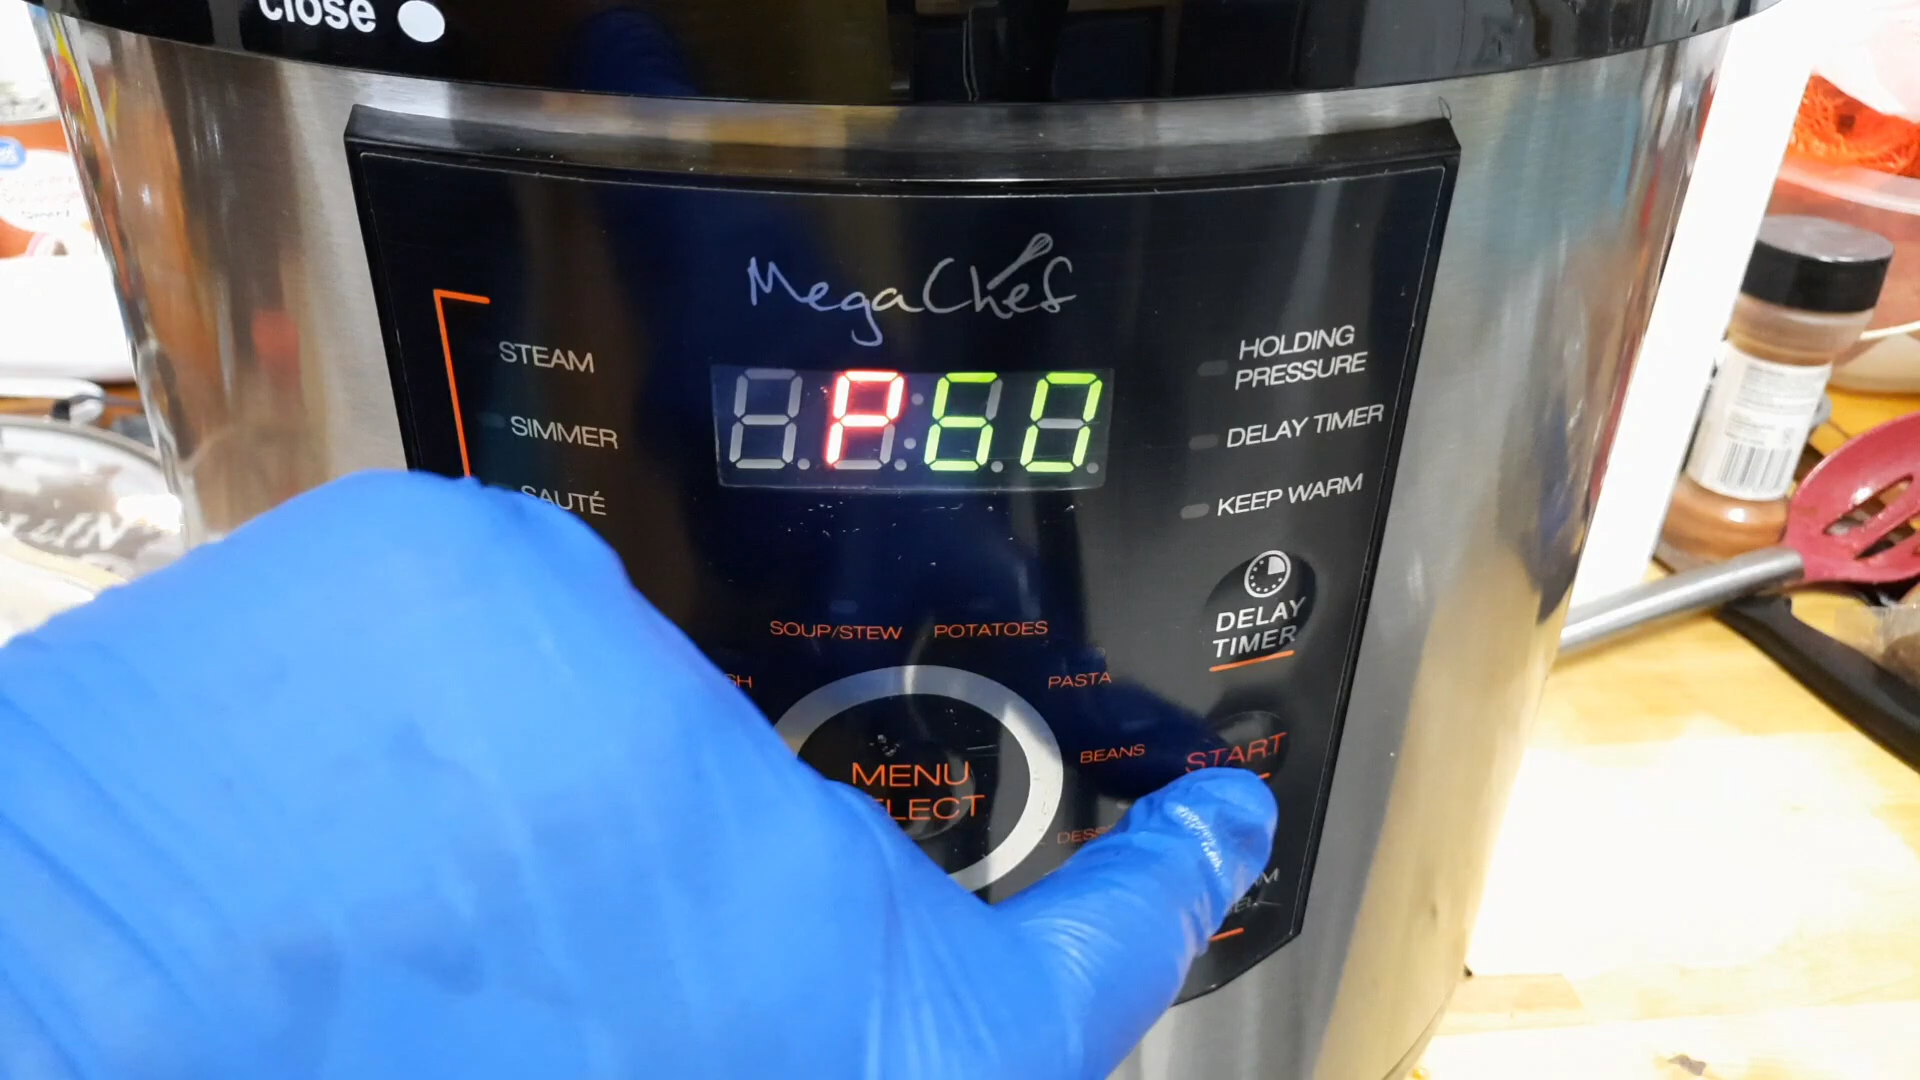 close
MegaChef
STEAM
SIMMER
SAUTÉ
P60
HOLDING
PRESSURE
DELAY TIMER
KEEP WARM
DELAY
TIMER
SOUP/STEW
POTATOES
PASTA
BEANS
START
MENU